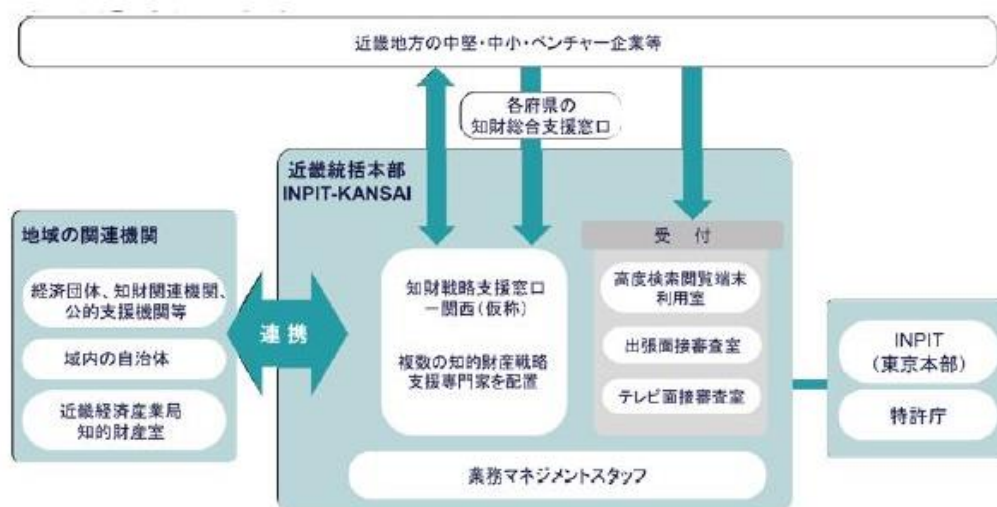 近畿地方の中堅・中小・ベンチャー企業等
各府県の
知財総合支援窓口
近畿統括本部
INPIT-KANSAI
地域の関連機関
経済団体、知財関連機関、
公的支援機関等
域内の自治体
近畿経済産業局
知的財産室
連携
知財戦略支援窓口
ー関西(仮称)
複数の知的財産戦略
支援専門家を配置
受 付
高度検索閲覧端末
利用室
出張面接審査室
テレビ面接審査室
業務マネジメントスタッフ
INPIT
(東京本部)
特許庁